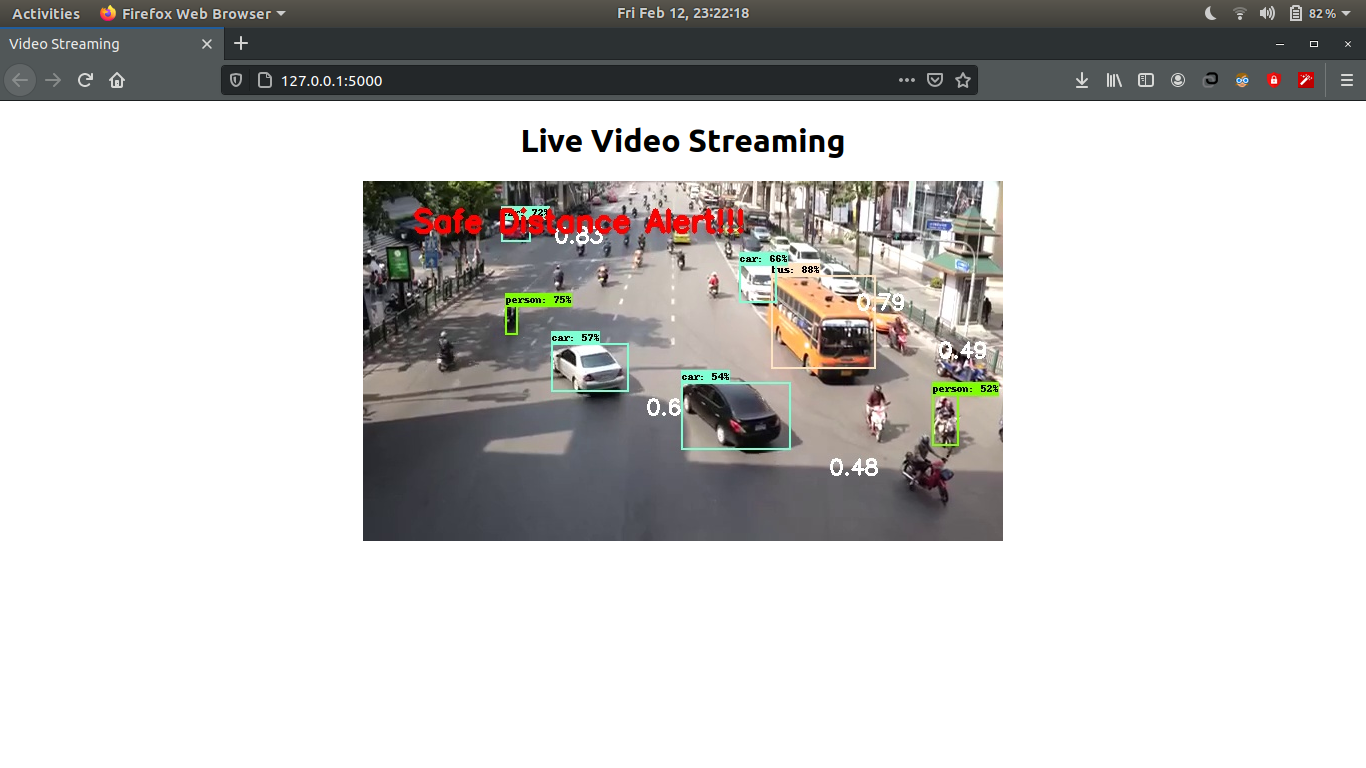 Activities Firefox Web Browser Fri Feb 12, 23:22:18 82%
Video Streaming
127.0.0.1:5000
Live Video Streaming
72%
Safe Distance Alert!!!
0.83
car: 66%
bus: 88%
person: 75%
0.79
car: 57%
0.49
car: 54%
person: 52%
0.6
0.48